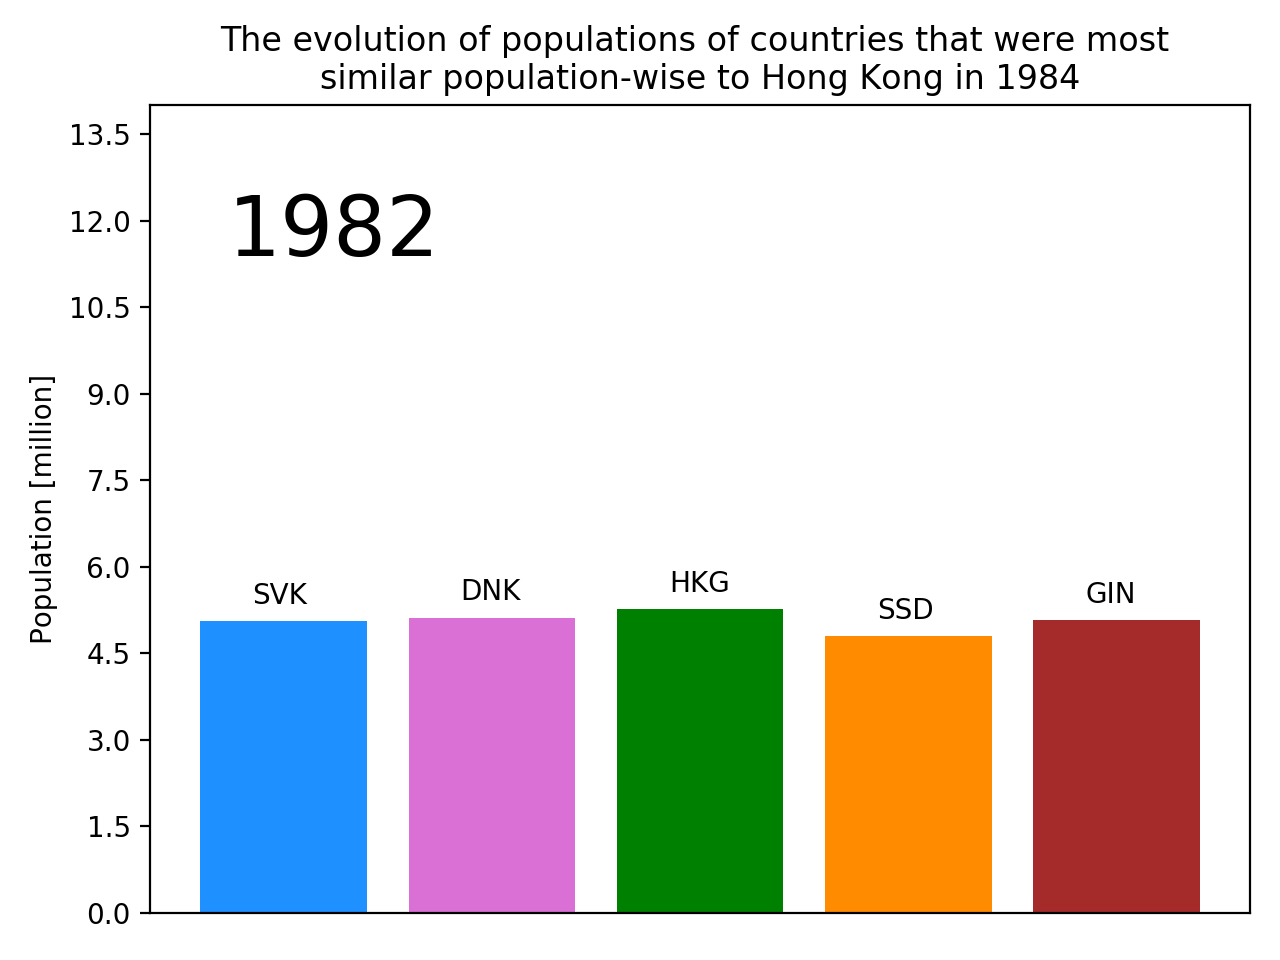 The evolution of populations of countries that were most
similar population-wise to Hong Kong in 1984
13.5
12.0
10.5
9.0
7.5
6.0
4.5
3.0
1.5
0.0
Population [million]
1982
SVK
DNK
HKG
SSD
GIN